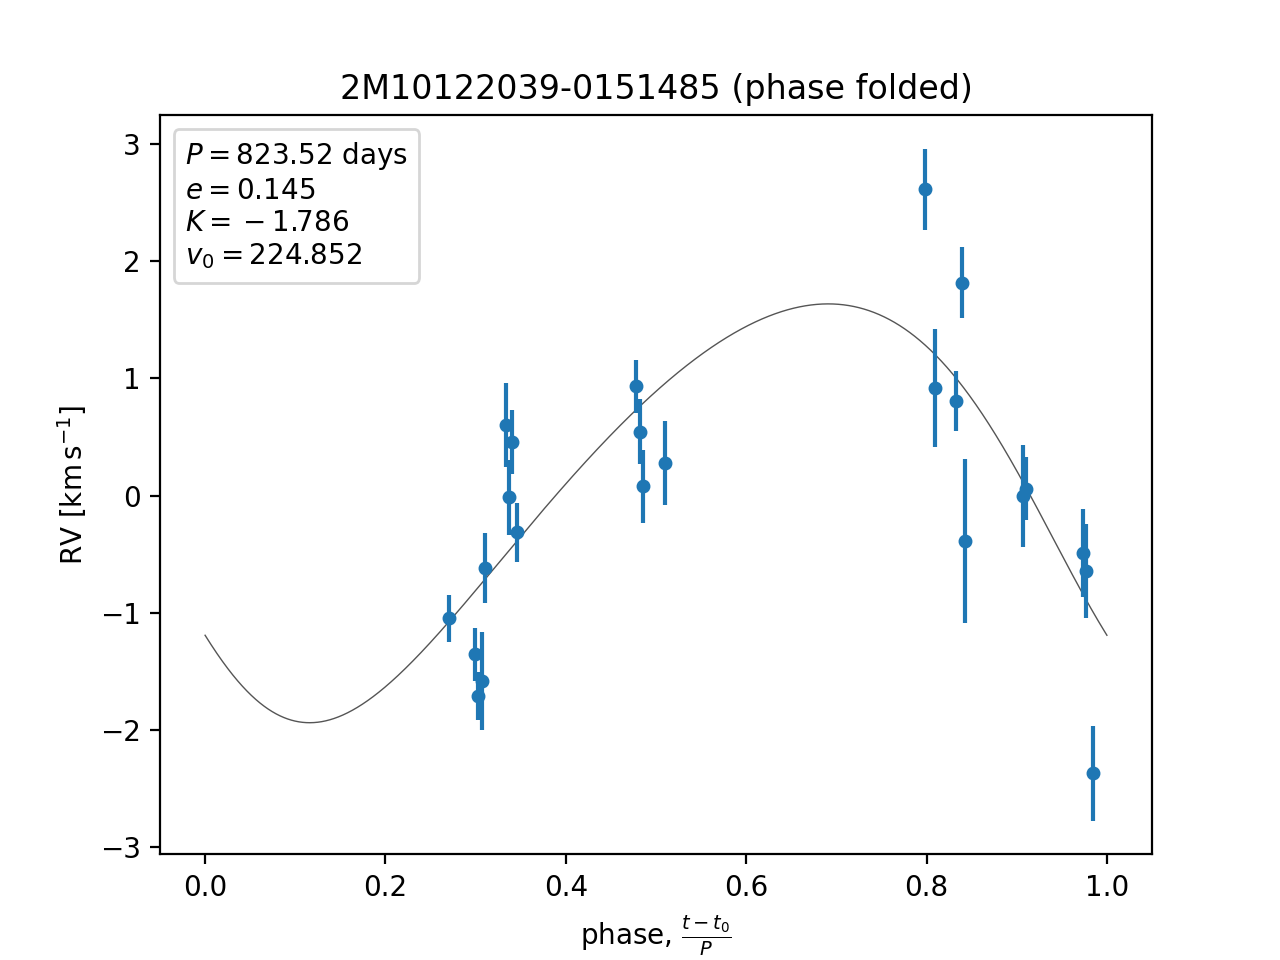 2M10122039-0151485 (phase folded)
P = 823.52 days
e = 0.145
K = −1.786
v₀ = 224.852
3
2
1
0
−1
−2
−3
RV [km s⁻¹]
0.0 0.2 0.4 0.6 0.8 1.0
phase, (t − t₀)/P